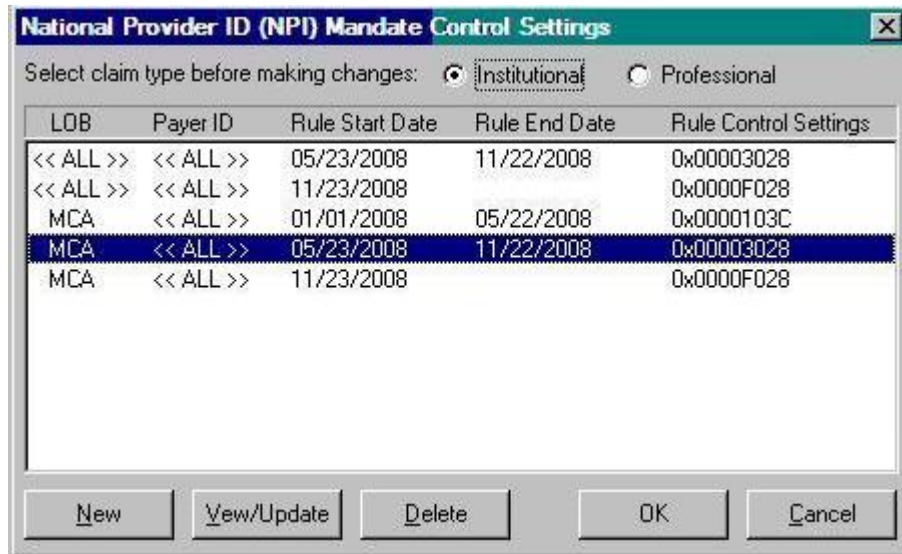 National Provider ID (NPI) Mandate Control Settings
Select claim type before making changes: Institutional Professional
LOB Payer ID Rule Start Date Rule End Date Rule Control Settings
<< ALL >> << ALL >> 05/23/2008 11/22/2008 0x00003028
<< ALL >> << ALL >> 11/23/2008 0x0000F028
MCA << ALL >> 01/01/2008 05/22/2008 0x0000103C
MCA << ALL >> 05/23/2008 11/22/2008 0x00003028
MCA << ALL >> 11/23/2008 0x0000F028
New Vew/Update Delete OK Cancel